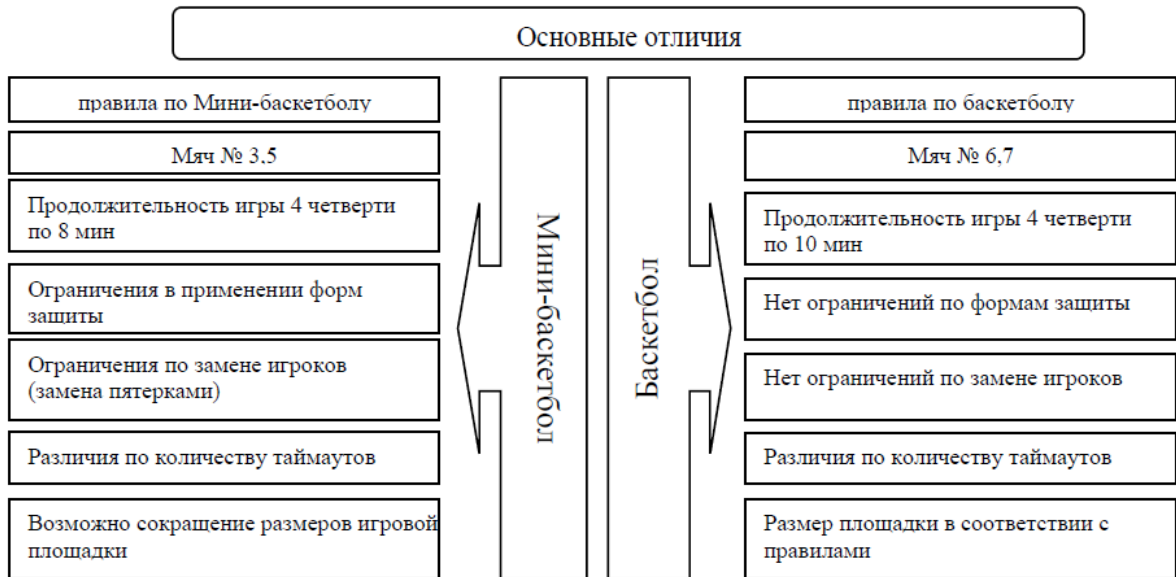 Основные отличия
правила по Мини-баскетболу
Мяч № 3,5
Продолжительность игры 4 четверти
по 8 мин
Ограничения в применении форм
защиты
Ограничения по замене игроков
(замена пятерками)
Различия по количеству таймаутов
Возможно сокращение размеров игровой
площадки
Мини-баскетбол
Баскетбол
правила по баскетболу
Мяч № 6,7
Продолжительность игры 4 четверти
по 10 мин
Нет ограничений по формам защиты
Нет ограничений по замене игроков
Различия по количеству таймаутов
Размер площадки в соответствии с
правилами